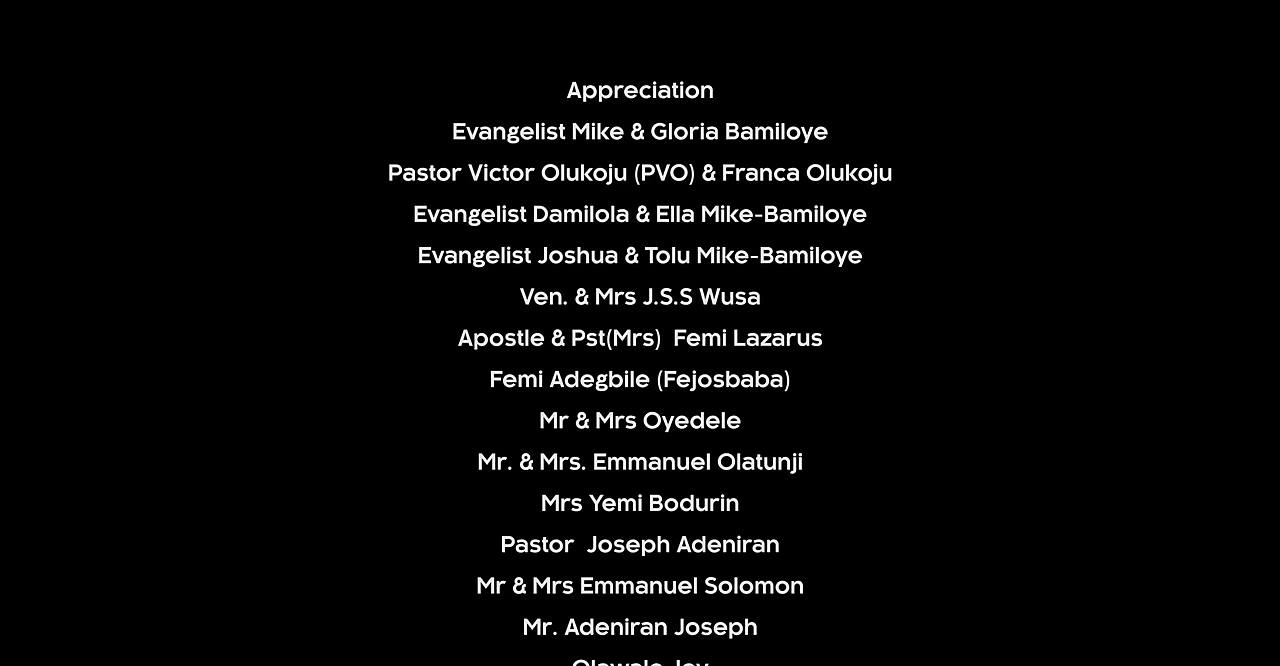 Appreciation
Evangelist Mike & Gloria Bamiloye
Pastor Victor Olukoju (PVO) & Franca Olukoju
Evangelist Damilola & Ella Mike-Bamiloye
Evangelist Joshua & Tolu Mike-Bamiloye
Ven. & Mrs J.S.S Wusa
Apostle & Pst(Mrs)  Femi Lazarus
Femi Adegbile (Fejosbaba)
Mr & Mrs Oyedele
Mr. & Mrs. Emmanuel Olatunji
Mrs Yemi Bodurin
Pastor  Joseph Adeniran
Mr & Mrs Emmanuel Solomon
Mr. Adeniran Joseph